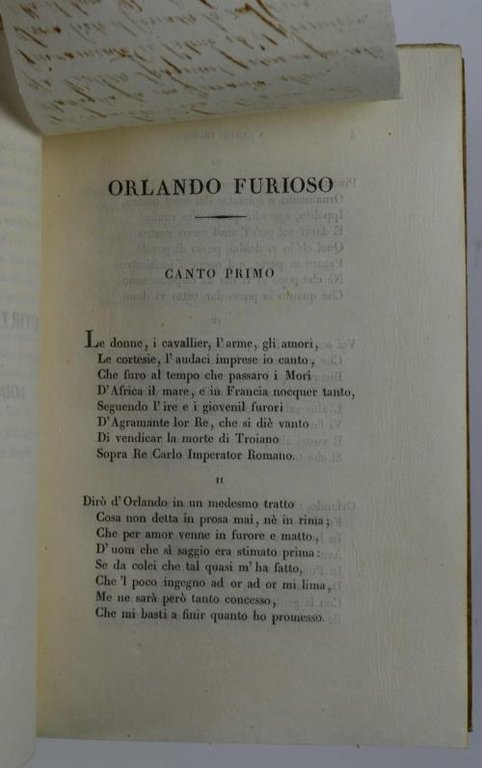 ORLANDO FURIOSO
CANTO PRIMO
Le donne, i cavallier, l'arme, gli amori,
Le cortesie, l'audaci imprese io canto,
Che furo al tempo che passaro i Mori
D'Africa il mare, e in Francia nocquer tanto,
Seguendo l'ire e i giovenil furori
D'Agramante lor Re, che si diè vanto
Di vendicar la morte di Troiano
Sopra Re Carlo Imperator Romano.
II
Dirò d'Orlando in un medesmo tratto
Cosa non detta in prosa mai, nè in rima;
Che per amor venne in furore e matto,
D'uom che sì saggio era stimato prima:
Se da colei che tal quasi m'ha fatto,
Che 'l poco ingegno ad or ad or mi lima,
Me ne sarà però tanto concesso,
Che mi basti a finir quanto ho promesso.